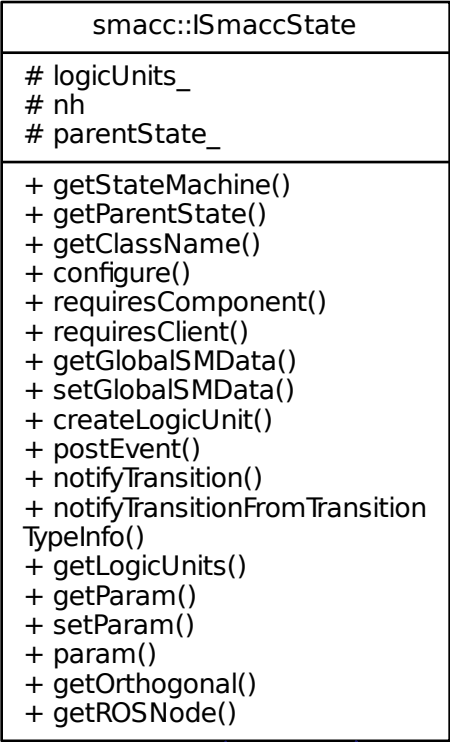 smacc::ISmaccState
# logicUnits_
# nh
# parentState_
+ getStateMachine()
+ getParentState()
+ getClassName()
+ configure()
+ requiresComponent()
+ requiresClient()
+ getGlobalSMData()
+ setGlobalSMData()
+ createLogicUnit()
+ postEvent()
+ notifyTransition()
+ notifyTransitionFromTransition
TypeInfo()
+ getLogicUnits()
+ getParam()
+ setParam()
+ param()
+ getOrthogonal()
+ getROSNode()